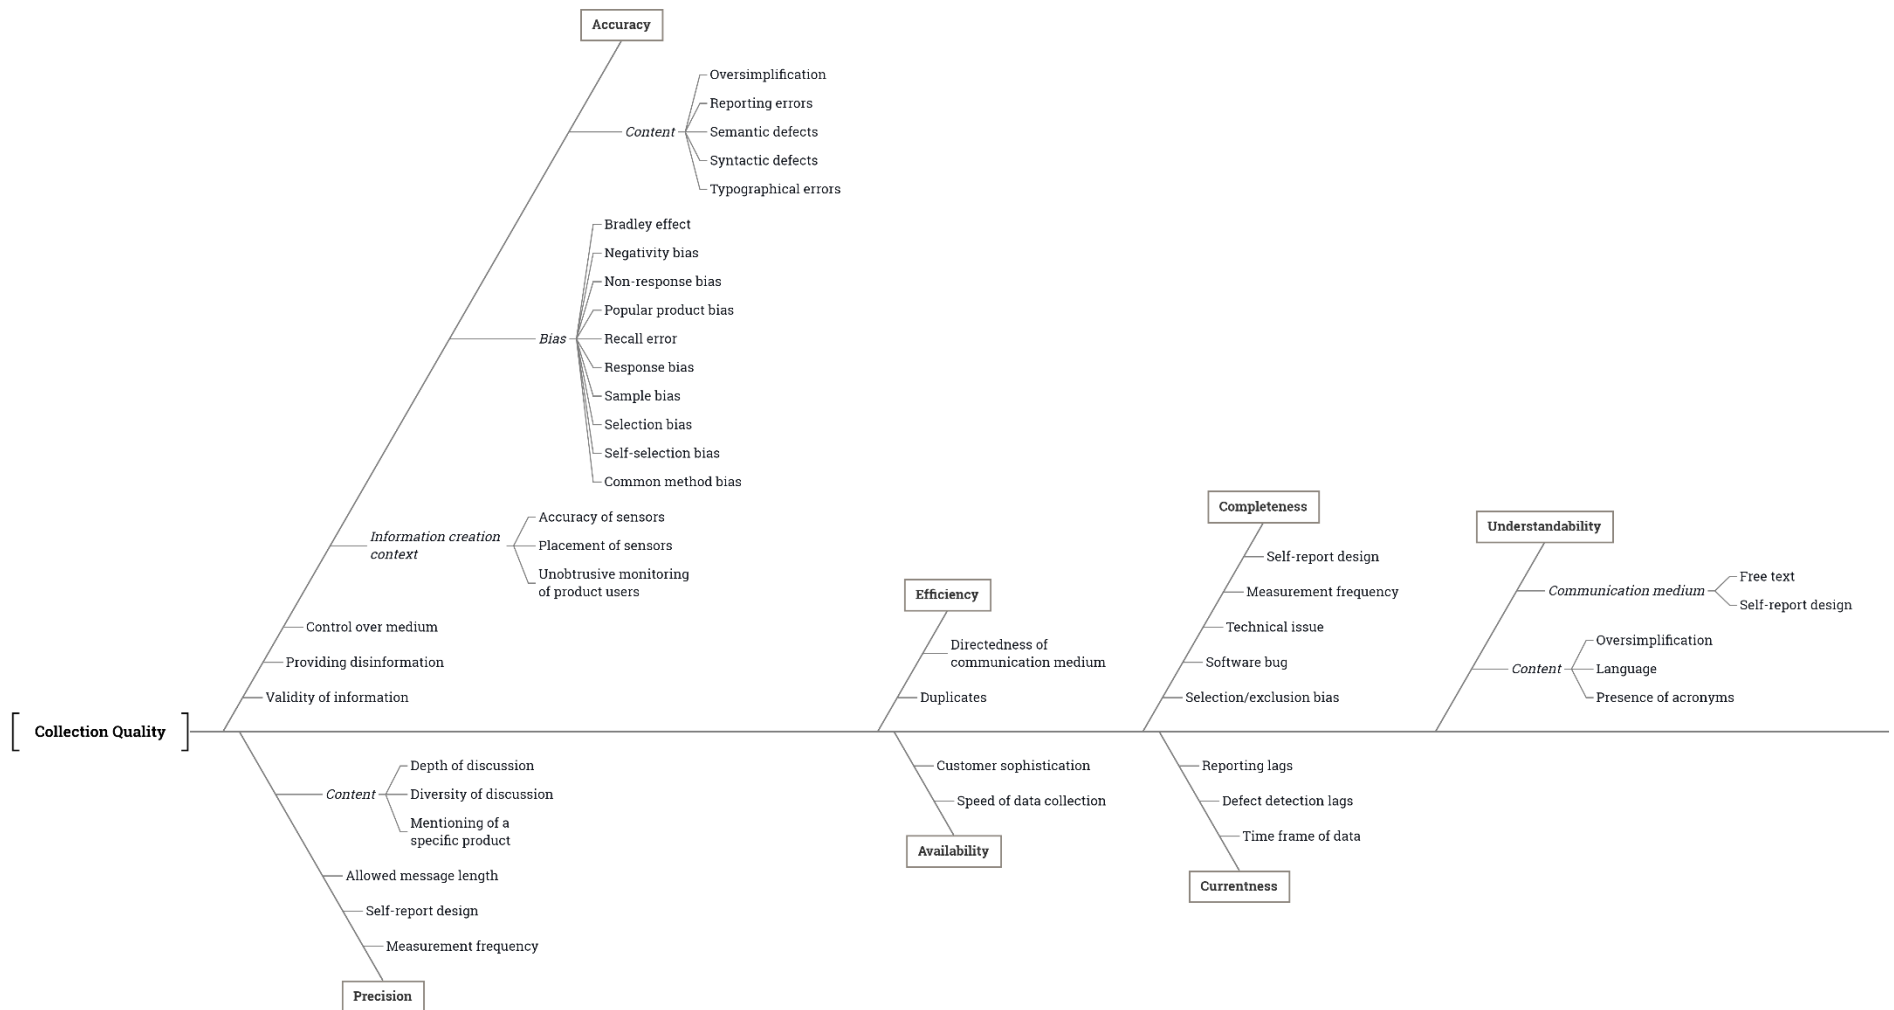 Accuracy
Content
Oversimplification
Reporting errors
Semantic defects
Syntactic defects
Typographical errors
Bias
Bradley effect
Negativity bias
Non-response bias
Popular product bias
Recall error
Response bias
Sample bias
Selection bias
Self-selection bias
Common method bias
Information creation
context
Accuracy of sensors
Placement of sensors
Unobtrusive monitoring
of product users
Control over medium
Providing disinformation
Validity of information
Efficiency
Directedness of
communication medium
Duplicates
Completeness
Self-report design
Measurement frequency
Technical issue
Software bug
Selection/exclusion bias
Understandability
Communication medium
Free text
Self-report design
Content
Oversimplification
Language
Presence of acronyms
Collection Quality
Content
Depth of discussion
Diversity of discussion
Mentioning of a
specific product
Allowed message length
Self-report design
Measurement frequency
Precision
Customer sophistication
Speed of data collection
Availability
Reporting lags
Defect detection lags
Time frame of data
Currentness